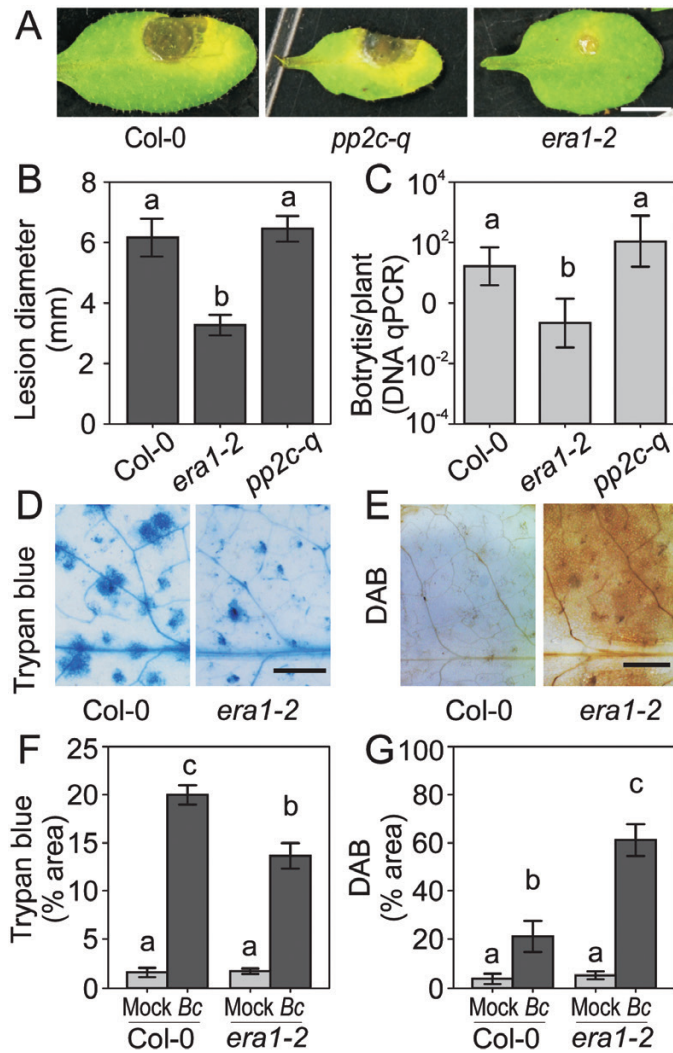 A
Col-0 pp2c-q era1-2
B
Lesion diameter
(mm)
8
6
4
2
0
a
b
a
Col-0
era1-2
pp2c-q
C
Botrytis/plant
(DNA qPCR)
10^4
10^2
0
10^-2
10^-4
a
b
a
Col-0
era1-2
pp2c-q
D
Trypan blue
Col-0 era1-2
E
DAB
Col-0 era1-2
F
Trypan blue
(% area)
25
20
15
10
5
0
a
c
a
b
Mock Bc Mock Bc
Col-0 era1-2
G
DAB
(% area)
100
80
60
40
20
0
a
b
a
c
Mock Bc Mock Bc
Col-0 era1-2